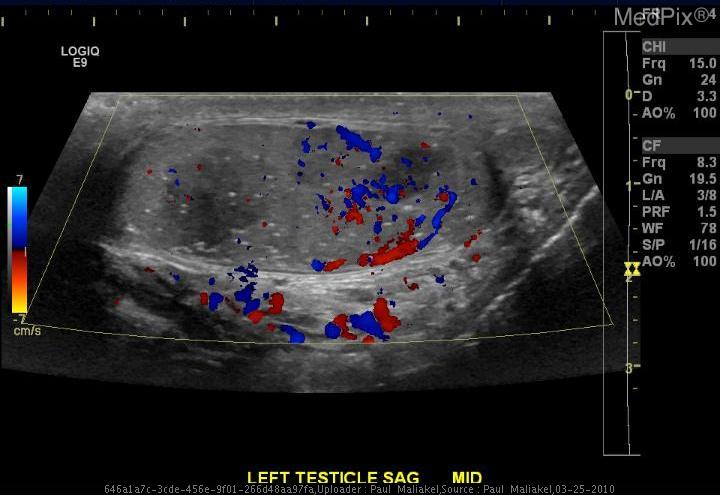 MedPix®
FR 4
LOGIQ
E9
CHI
Frq 15.0
Gn 24
D 3.3
AO% 100
CF
Frq 8.3
Gn 19.5
L/A 3/8
PRF 1.5
WF 78
S/P 1/16
AO% 100
0
1
2
3
7
-7
cm/s
LEFT TESTICLE SAG MID
646a1a7c-3cde-456e-9f01-266d48aa97fa,Uploader : Paul Maliakel,Source : Paul Maliakel,03-25-2010